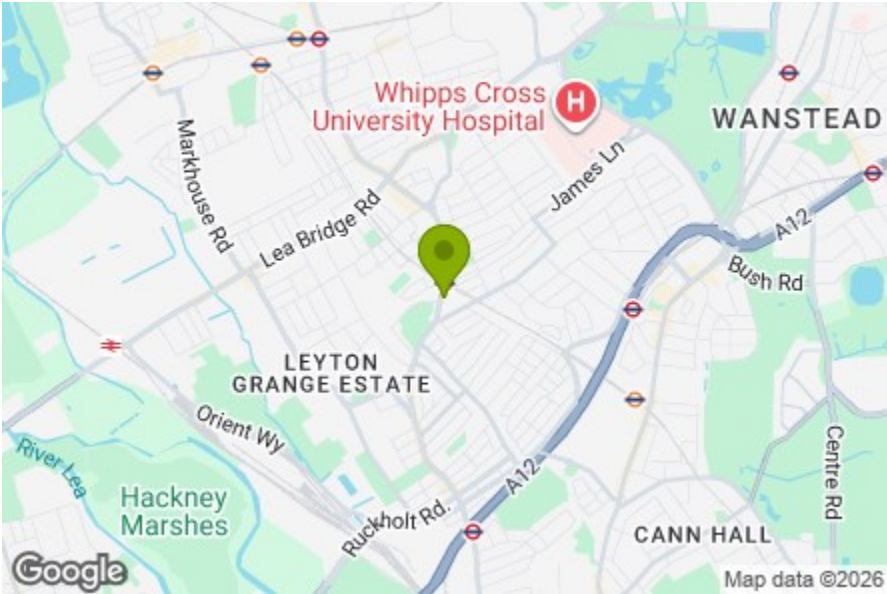 Whipps Cross
University Hospital
H
WANSTEAD
Markhouse Rd
James Ln
Lea Bridge Rd
A12
Bush Rd
LEYTON
GRANGE ESTATE
Orient Wy
River Lea
A12
Centre Rd
Hackney
Marshes
Ruckholt Rd.
CANN HALL
Google
Map data ©2026